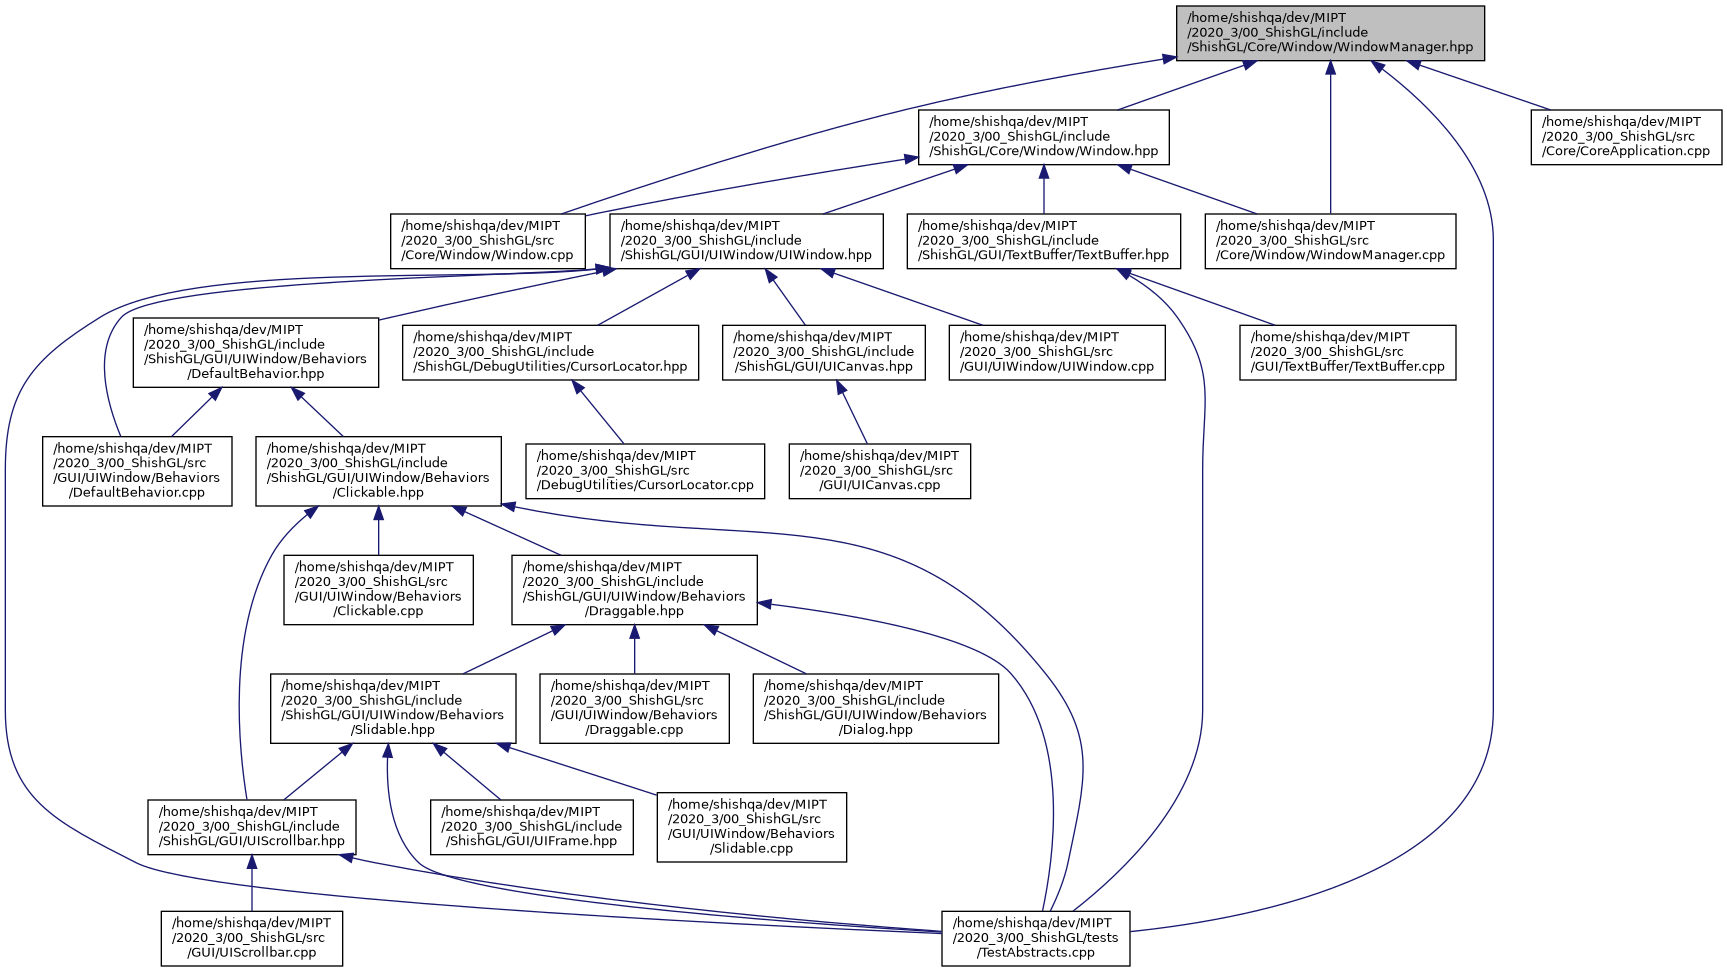 /home/shishqa/dev/MIPT
/2020_3/00_ShishGL/include
/ShishGL/Core/Window/WindowManager.hpp
/home/shishqa/dev/MIPT
/2020_3/00_ShishGL/include
/ShishGL/Core/Window/Window.hpp
/home/shishqa/dev/MIPT
/2020_3/00_ShishGL/src
/Core/CoreApplication.cpp
/home/shishqa/dev/MIPT
/2020_3/00_ShishGL/src
/Core/Window/Window.cpp
/home/shishqa/dev/MIPT
/2020_3/00_ShishGL/include
/ShishGL/GUI/UIWindow/UIWindow.hpp
/home/shishqa/dev/MIPT
/2020_3/00_ShishGL/include
/ShishGL/GUI/TextBuffer/TextBuffer.hpp
/home/shishqa/dev/MIPT
/2020_3/00_ShishGL/src
/Core/Window/WindowManager.cpp
/home/shishqa/dev/MIPT
/2020_3/00_ShishGL/include
/ShishGL/GUI/UIWindow/Behaviors
/DefaultBehavior.hpp
/home/shishqa/dev/MIPT
/2020_3/00_ShishGL/include
/ShishGL/DebugUtilities/CursorLocator.hpp
/home/shishqa/dev/MIPT
/2020_3/00_ShishGL/include
/ShishGL/GUI/UICanvas.hpp
/home/shishqa/dev/MIPT
/2020_3/00_ShishGL/src
/GUI/UIWindow/UIWindow.cpp
/home/shishqa/dev/MIPT
/2020_3/00_ShishGL/src
/GUI/TextBuffer/TextBuffer.cpp
/home/shishqa/dev/MIPT
/2020_3/00_ShishGL/src
/GUI/UIWindow/Behaviors
/DefaultBehavior.cpp
/home/shishqa/dev/MIPT
/2020_3/00_ShishGL/include
/ShishGL/GUI/UIWindow/Behaviors
/Clickable.hpp
/home/shishqa/dev/MIPT
/2020_3/00_ShishGL/src
/DebugUtilities/CursorLocator.cpp
/home/shishqa/dev/MIPT
/2020_3/00_ShishGL/src
/GUI/UICanvas.cpp
/home/shishqa/dev/MIPT
/2020_3/00_ShishGL/src
/GUI/UIWindow/Behaviors
/Clickable.cpp
/home/shishqa/dev/MIPT
/2020_3/00_ShishGL/include
/ShishGL/GUI/UIWindow/Behaviors
/Draggable.hpp
/home/shishqa/dev/MIPT
/2020_3/00_ShishGL/include
/ShishGL/GUI/UIWindow/Behaviors
/Slidable.hpp
/home/shishqa/dev/MIPT
/2020_3/00_ShishGL/src
/GUI/UIWindow/Behaviors
/Draggable.cpp
/home/shishqa/dev/MIPT
/2020_3/00_ShishGL/include
/ShishGL/GUI/UIWindow/Behaviors
/Dialog.hpp
/home/shishqa/dev/MIPT
/2020_3/00_ShishGL/include
/ShishGL/GUI/UIScrollbar.hpp
/home/shishqa/dev/MIPT
/2020_3/00_ShishGL/include
/ShishGL/GUI/UIFrame.hpp
/home/shishqa/dev/MIPT
/2020_3/00_ShishGL/src
/GUI/UIWindow/Behaviors
/Slidable.cpp
/home/shishqa/dev/MIPT
/2020_3/00_ShishGL/src
/GUI/UIScrollbar.cpp
/home/shishqa/dev/MIPT
/2020_3/00_ShishGL/tests
/TestAbstracts.cpp